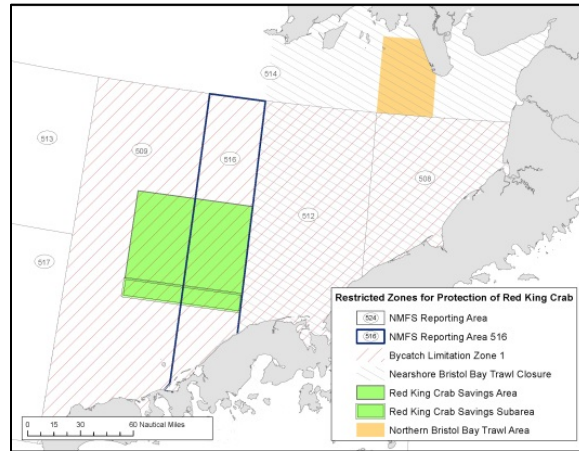 514
513
509
516
508
512
517
Restricted Zones for Protection of Red King Crab
524 NMFS Reporting Area
516 NMFS Reporting Area 516
Bycatch Limitation Zone 1
Nearshore Bristol Bay Trawl Closure
Red King Crab Savings Area
Red King Crab Savings Subarea
Northern Bristol Bay Trawl Area
0 15 30 60 Nautical Miles